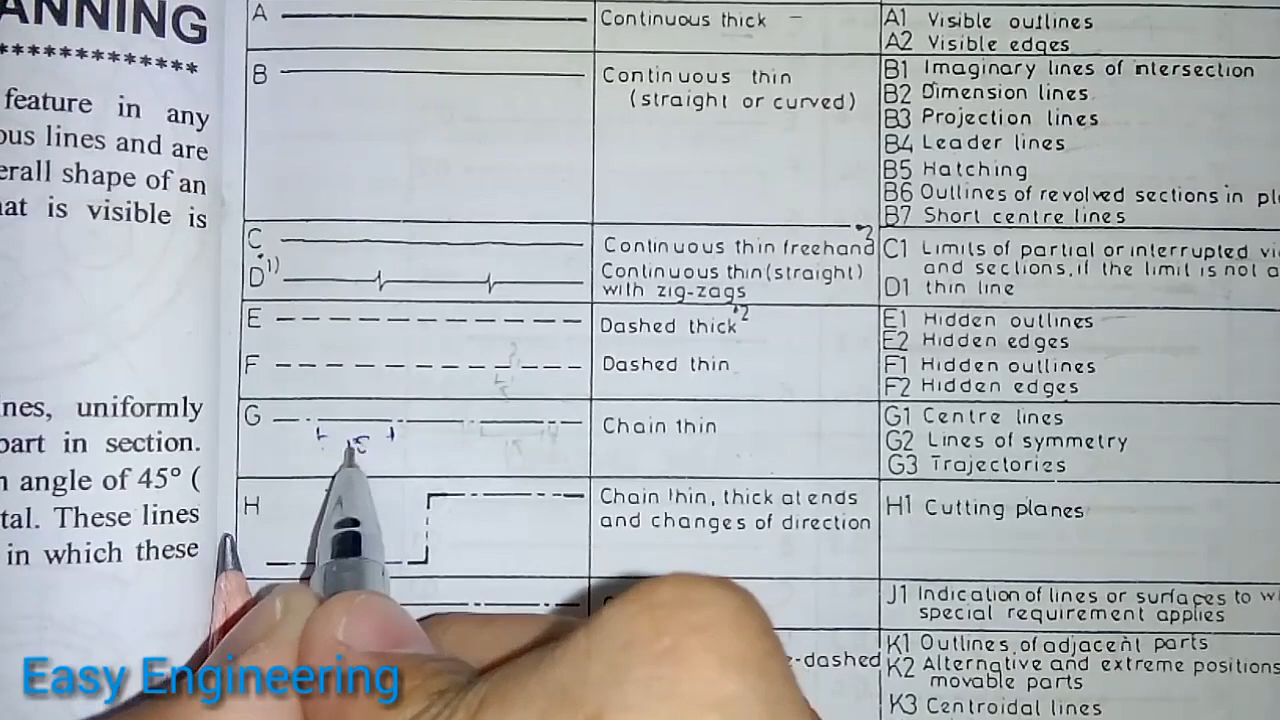 ANNING
*************
feature in any
ous lines and are
erall shape of an
nat is visible is
nes, uniformly
part in section.
n angle of 45° (
tal. These lines
in which these
A Continuous thick A1 Visible outlines
A2 Visible edges
B Continuous thin B1 Imaginary lines of intersection
(straight or curved) B2 Dimension lines
B3 Projection lines
B4 Leader lines
B5 Hatching
B6 Outlines of revolved sections in pl
B7 Short centre lines
C Continuous thin freehand *2 C1 Limits of partial or interrupted vi
D 1) Continuous thin (straight) and sections, if the limit is not a
with zig-zags D1 thin line
E Dashed thick *2 E1 Hidden outlines
E2 Hidden edges
F Dashed thin F1 Hidden outlines
F2 Hidden edges
G Chain thin G1 Centre lines
15 G2 Lines of symmetry
G3 Trajectories
H Chain thin, thick at ends H1 Cutting planes
and changes of direction
J1 Indication of lines or surfaces to w
special requirement applies
-dashed K1 Outlines of adjacent parts
K2 Alternative and extreme positions
movable parts
K3 Centroidal lines
Easy Engineering